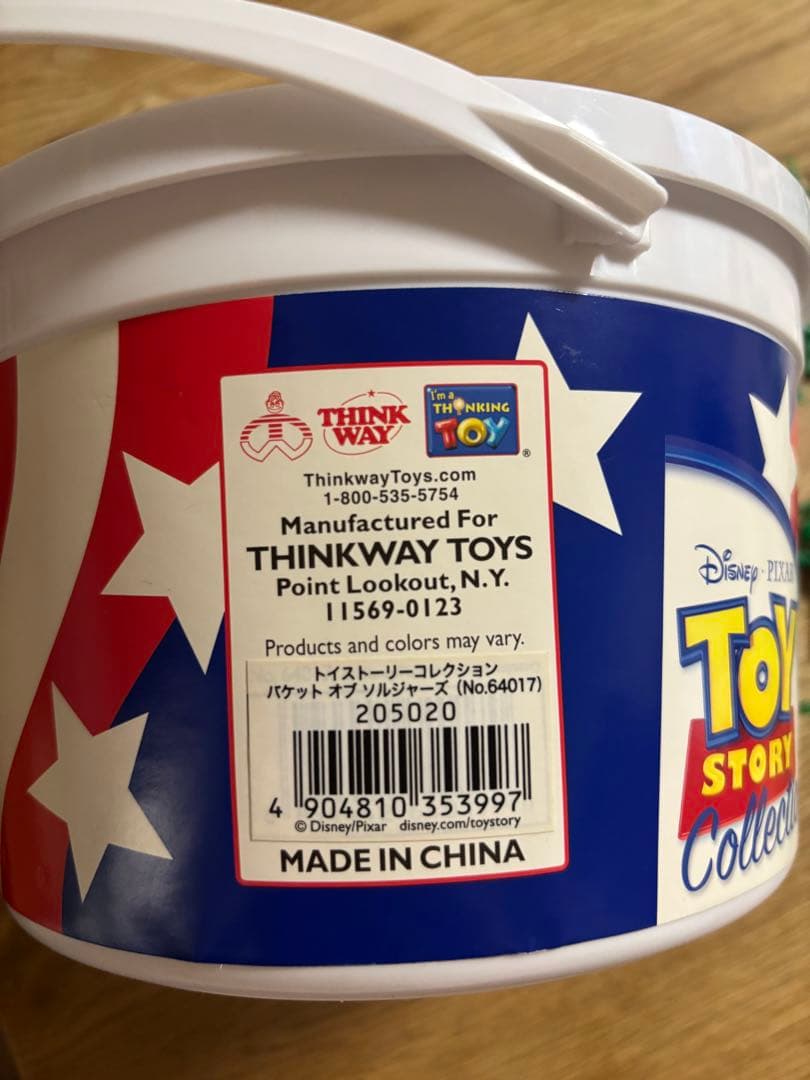 THINK
WAY
I'm a
THINKING
TOY
®
ThinkwayToys.com
1-800-535-5754
Manufactured For
THINKWAY TOYS
Point Lookout, N.Y.
11569-0123
Products and colors may vary.
トイストーリーコレクション
バケット オブ ソルジャーズ (No.64017)
205020
4 904810 353997
© Disney/Pixar disney.com/toystory
MADE IN CHINA
DISNEY · PIXAR
TOY
STORY